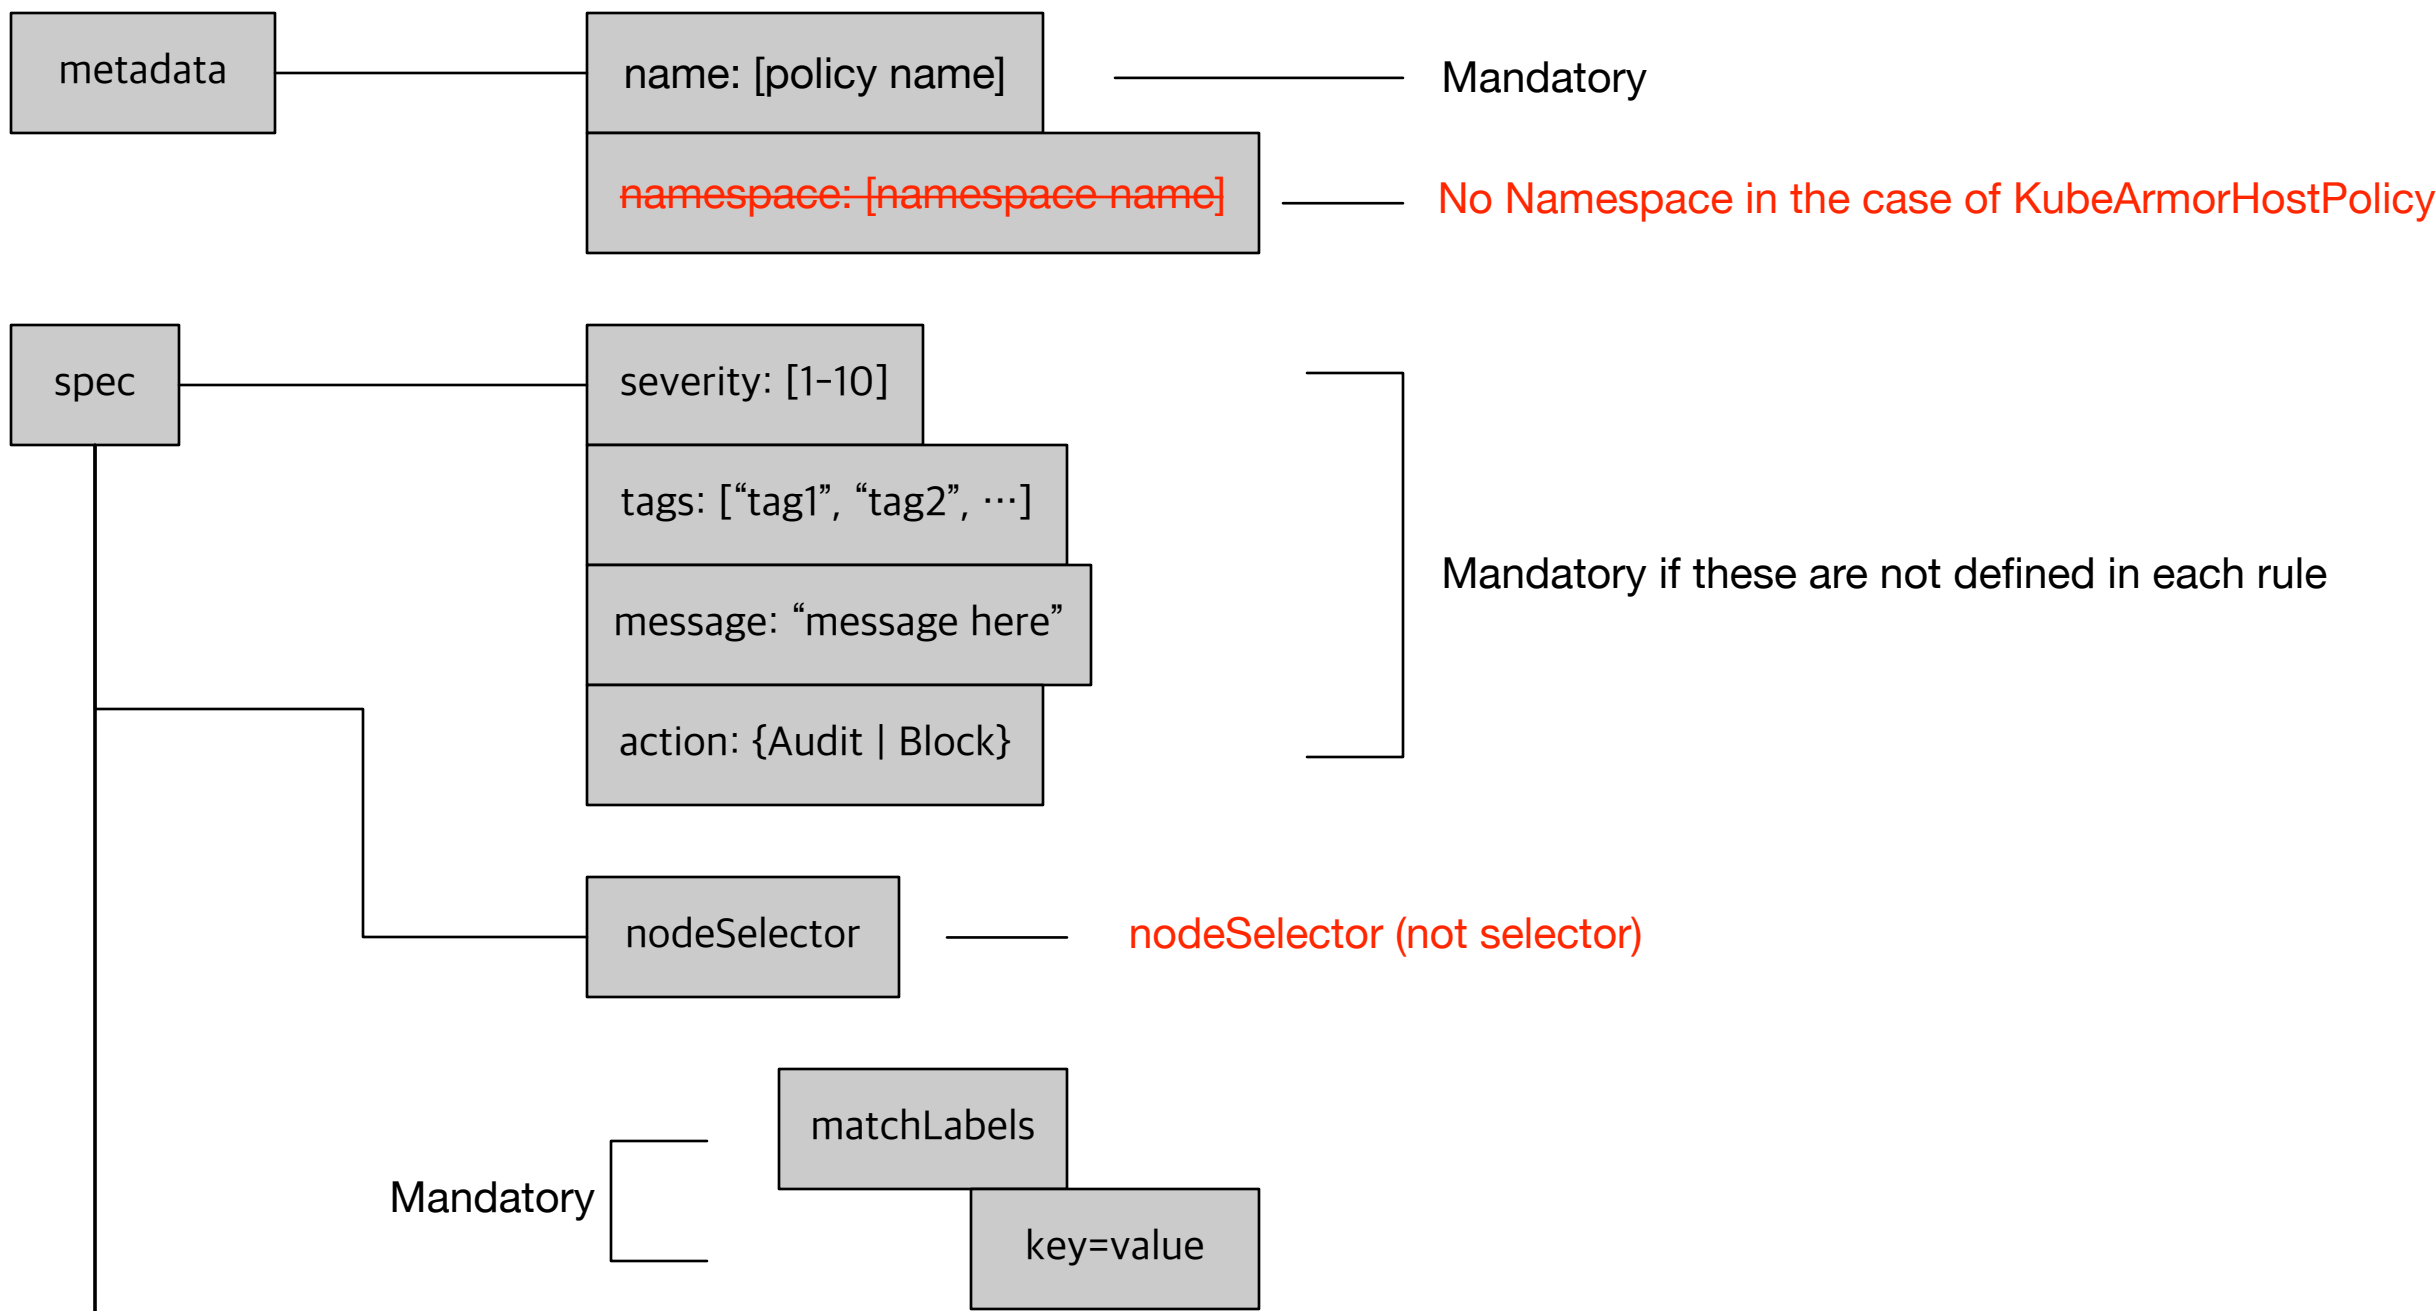 metadata
name: [policy name]
Mandatory
namespace: [namespace name]
No Namespace in the case of KubeArmorHostPolicy
spec
severity: [1-10]
tags: [“tag1”, “tag2”, ⋯]
Mandatory if these are not defined in each rule
message: “message here”
action: {Audit | Block}
nodeSelector
nodeSelector (not selector)
matchLabels
Mandatory
key=value